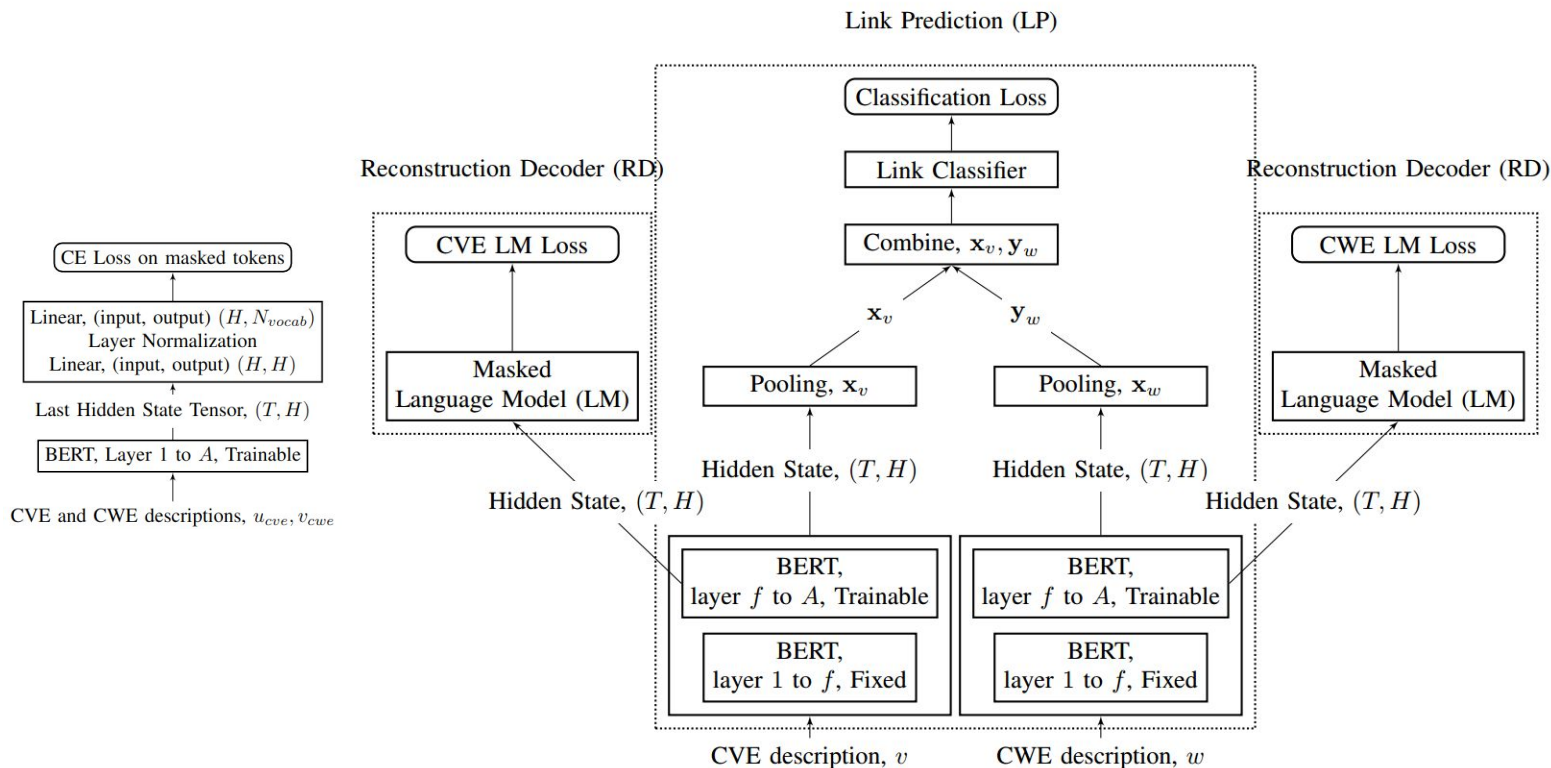 Link Prediction (LP)
Classification Loss
Link Classifier
Combine, x_v, y_w
x_v
y_w
Pooling, x_v
Pooling, x_w
Hidden State, (T, H)
Hidden State, (T, H)
BERT,
layer f to A, Trainable
BERT,
layer 1 to f, Fixed
BERT,
layer f to A, Trainable
BERT,
layer 1 to f, Fixed
CVE description, v
CWE description, w
Reconstruction Decoder (RD)
CVE LM Loss
Masked
Language Model (LM)
Hidden State, (T, H)
Reconstruction Decoder (RD)
CWE LM Loss
Masked
Language Model (LM)
Hidden State, (T, H)
CE Loss on masked tokens
Linear, (input, output) (H, N_vocab)
Layer Normalization
Linear, (input, output) (H, H)
Last Hidden State Tensor, (T, H)
BERT, Layer 1 to A, Trainable
CVE and CWE descriptions, u_cve, v_cwe